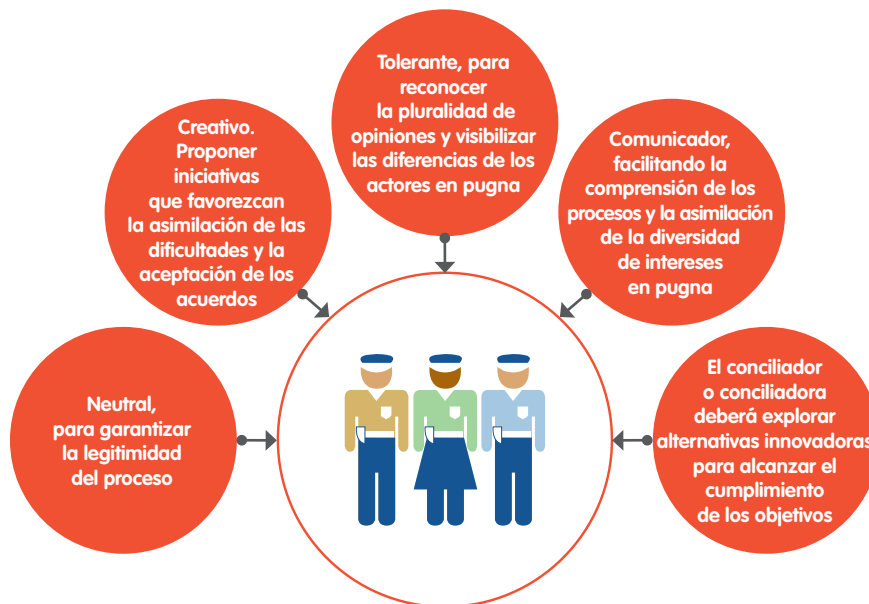 Neutral,
para garantizar
la legitimidad
del proceso
Creativo.
Proponer
iniciativas
que favorezcan
la asimilación de las
dificultades y la
aceptación de los
acuerdos
Tolerante, para
reconocer
la pluralidad de
opiniones y visibilizar
las diferencias de los
actores en pugna
Comunicador,
facilitando la
comprensión de los
procesos y la asimilación
de la diversidad
de intereses
en pugna
El conciliador
o conciliadora
deberá explorar
alternativas innovadoras
para alcanzar el
cumplimiento
de los objetivos